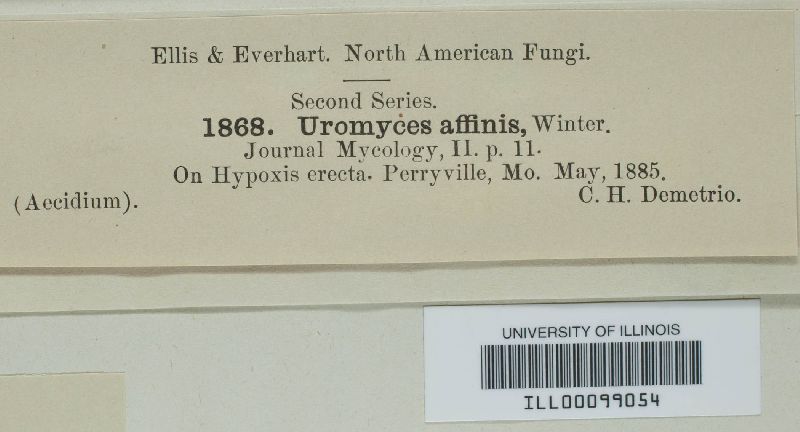 Ellis & Everhart. North American Fungi.
Second Series.
1868. Uromyces affinis, Winter.
Journal Mycology, II. p. 11.
On Hypoxis erecta. Perryville, Mo. May, 1885.
(Aecidium).
C. H. Demetrio.
UNIVERSITY OF ILLINOIS
ILL00099054